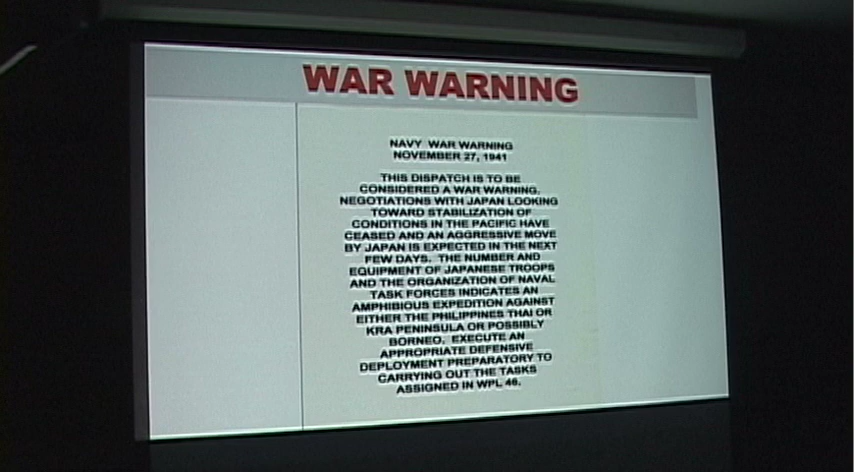 WAR WARNING
NAVY WAR WARNING
NOVEMBER 27, 1941
THIS DISPATCH IS TO BE
CONSIDERED A WAR WARNING.
NEGOTIATIONS WITH JAPAN LOOKING
TOWARD STABILIZATION OF
CONDITIONS IN THE PACIFIC HAVE
CEASED AND AN AGGRESSIVE MOVE
BY JAPAN IS EXPECTED IN THE NEXT
FEW DAYS. THE NUMBER AND
EQUIPMENT OF JAPANESE TROOPS
AND THE ORGANIZATION OF NAVAL
TASK FORCES INDICATES AN
AMPHIBIOUS EXPEDITION AGAINST
EITHER THE PHILIPPINES THAI OR
KRA PENINSULA OR POSSIBLY
BORNEO. EXECUTE AN
APPROPRIATE DEFENSIVE
DEPLOYMENT PREPARATORY TO
CARRYING OUT THE TASKS
ASSIGNED IN WPL 46.